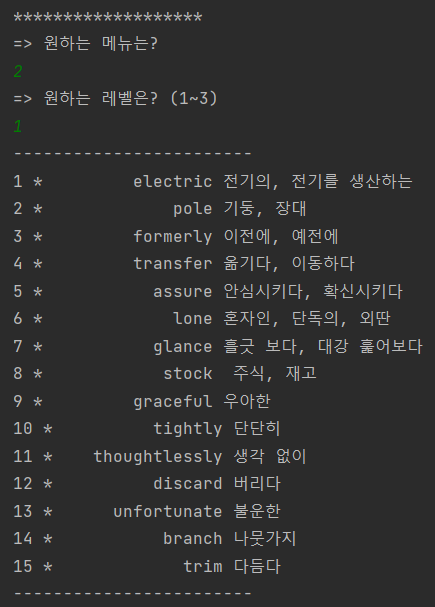 *******************
=> 원하는 메뉴는?
2
=> 원하는 레벨은? (1~3)
1
------------------------
1 *         electric 전기의, 전기를 생산하는
2 *             pole 기둥, 장대
3 *         formerly 이전에, 예전에
4 *         transfer 옮기다, 이동하다
5 *           assure 안심시키다, 확신시키다
6 *             lone 혼자인, 단독의, 외딴
7 *           glance 흘긋 보다, 대강 훑어보다
8 *            stock  주식, 재고
9 *         graceful 우아한
10 *          tightly 단단히
11 *    thoughtlessly 생각 없이
12 *          discard 버리다
13 *      unfortunate 불운한
14 *           branch 나뭇가지
15 *             trim 다듬다
------------------------